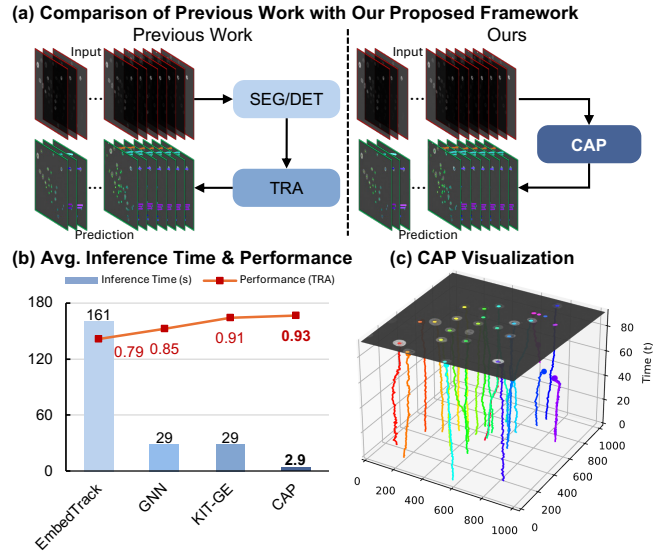 (a) Comparison of Previous Work with Our Proposed Framework
Previous Work
Ours
Input
...
...
SEG/DET
TRA
Prediction
Input
...
...
CAP
Prediction
(b) Avg. Inference Time & Performance
Inference Time (s)
Performance (TRA)
180
120
60
0
161
29
29
2.9
0.79
0.85
0.91
0.93
EmbedTrack
GNN
KIT-GE
CAP
(c) CAP Visualization
80
60
40
20
0
Time (t)
0
200
400
600
800
1000
0
200
400
600
800
1000